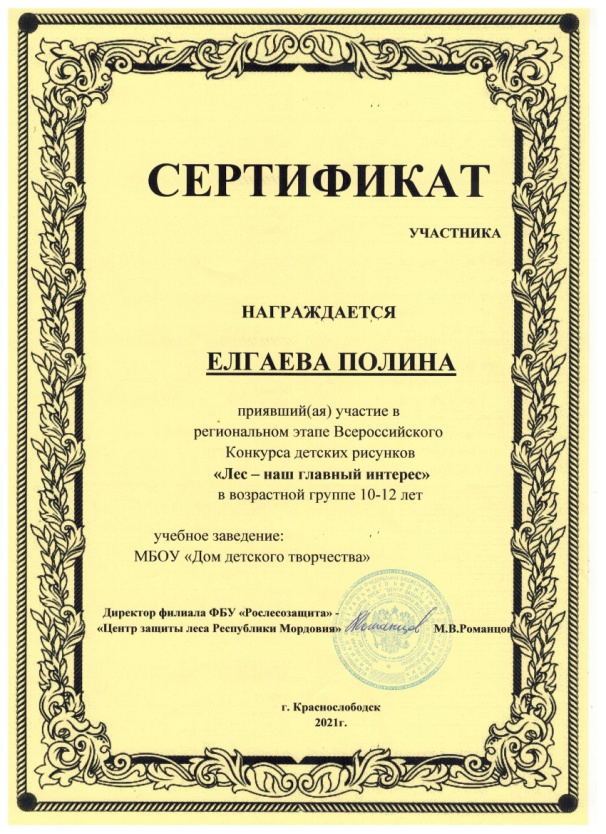 СЕРТИФИКАТ
УЧАСТНИКА
НАГРАЖДАЕТСЯ
ЕЛГАЕВА ПОЛИНА
приявший(ая) участие в
региональном этапе Всероссийского
Конкурса детских рисунков
«Лес – наш главный интерес»
в возрастной группе 10-12 лет
учебное заведение:
МБОУ «Дом детского творчества»
Директор филиала ФБУ «Рослесозащита» -
«Центр защиты леса Республики Мордовия» М.В.Романцов
г. Краснослободск
2021г.